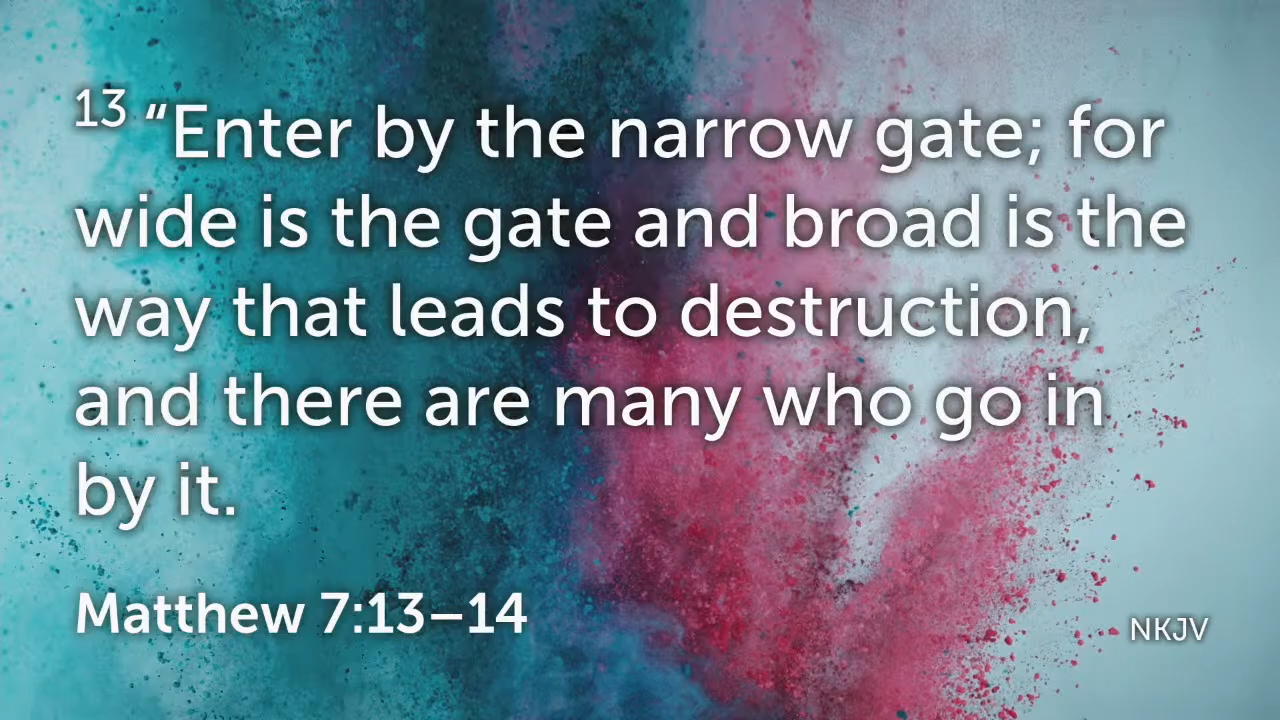 13 “Enter by the narrow gate; for
wide is the gate and broad is the
way that leads to destruction,
and there are many who go in
by it.
Matthew 7:13–14
NKJV